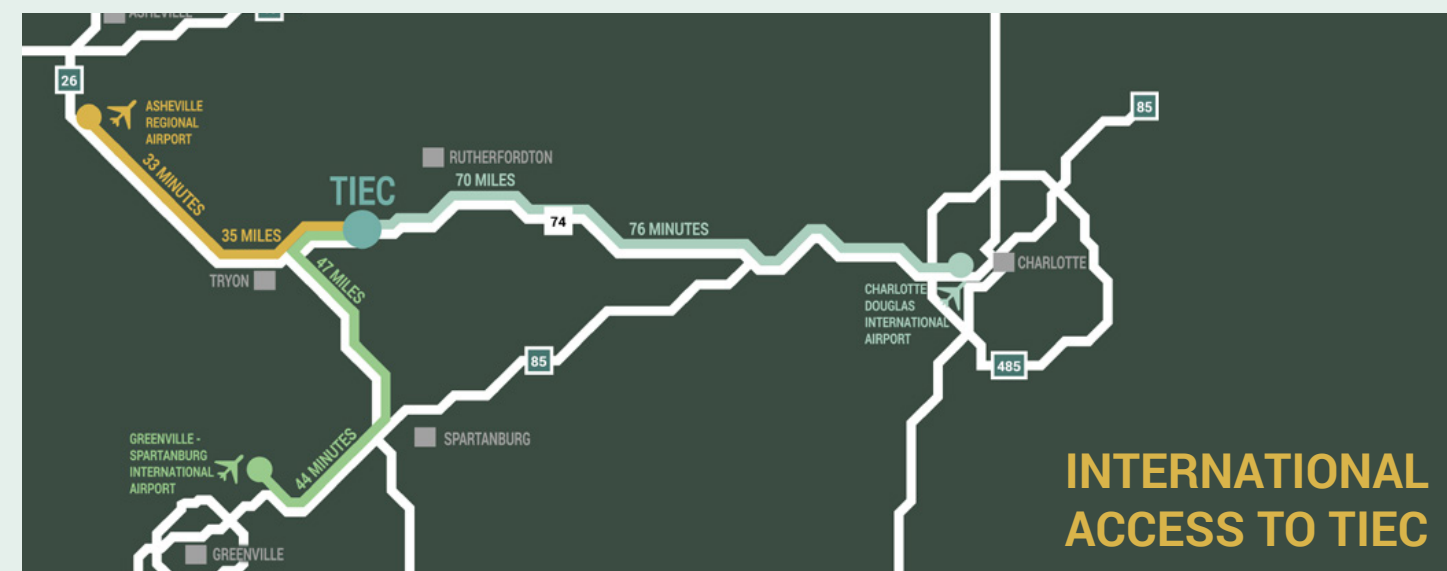 ASHEVILLE
26
ASHEVILLE
REGIONAL
AIRPORT
33 MINUTES
35 MILES
TIEC
TRYON
47 MILES
RUTHERFORDTON
70 MILES
74
76 MINUTES
85
CHARLOTTE
CHARLOTTE
DOUGLAS
INTERNATIONAL
AIRPORT
485
85
SPARTANBURG
44 MINUTES
GREENVILLE -
SPARTANBURG
INTERNATIONAL
AIRPORT
GREENVILLE
INTERNATIONAL
ACCESS TO TIEC